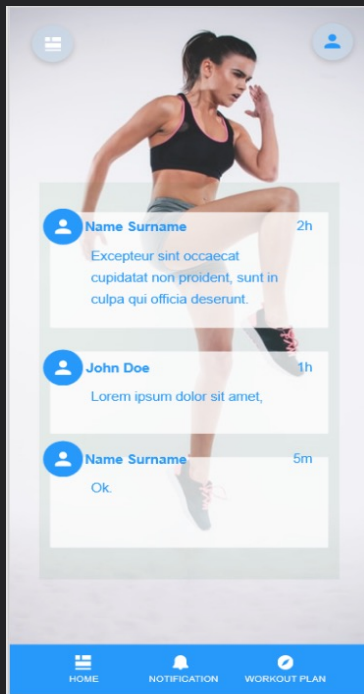 Name Surname 2h
Excepteur sint occaecat
cupidatat non proident, sunt in
culpa qui officia deserunt.
John Doe 1h
Lorem ipsum dolor sit amet,
Name Surname 5m
Ok.
HOME NOTIFICATION WORKOUT PLAN